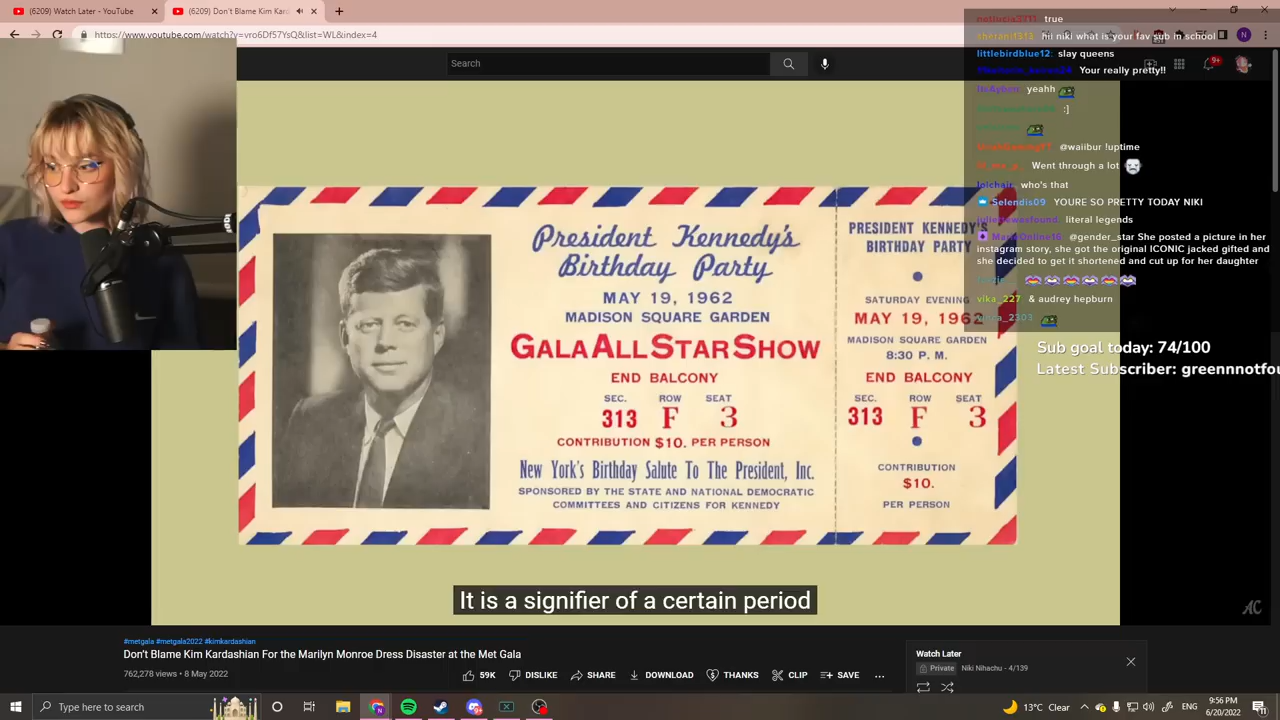 (6209) Watch Later - YouTube
(6209) Don't Blame Kim Kard
https://www.youtube.com/watch?v=vro6Df57YsQ&list=WL&index=4
Search
9+
N
true
hi! niki what is your fav sub in school
littlebirdblue12: slay queens
Your really pretty!!
yeahh
:]
@waiibur !uptime
Went through a lot
lolchair: who's that
Selendis09 YOURE SO PRETTY TODAY NIKI
literal legends
@gender_star She posted a picture in her
instagram story, she got the original ICONIC jacked gifted and
she decided to get it shortened and cut up for her daughter
vika_227 & audrey hepburn
Sub goal today: 74/100
Latest Subscriber: greennnotfou
President Kennedy's
Birthday Party
MAY 19, 1962
MADISON SQUARE GARDEN
GALA ALL STAR SHOW
END BALCONY
SEC. ROW SEAT
313 F 3
CONTRIBUTION $10. PER PERSON
New York's Birthday Salute To The President, Inc.
SPONSORED BY THE STATE AND NATIONAL DEMOCRATIC
COMMITTEES AND CITIZENS FOR KENNEDY
PRESIDENT KENNEDY'S
BIRTHDAY PARTY
SATURDAY EVENING
MAY 19, 1962
MADISON SQUARE GARDEN
8:30 P. M.
END BALCONY
SEC. ROW SEAT
313 F 3
CONTRIBUTION
$10.
PER PERSON
It is a signifier of a certain period
AC
#metgala #metgala2022 #kimkardashian
Don't Blame Kim Kardashian For the Marilyn Monroe Dress Disaster at the Met Gala
762,278 views • 8 May 2022
59K DISLIKE SHARE DOWNLOAD THANKS CLIP SAVE ...
Watch Later
Private Niki Nihachu - 4/139
Type here to search
13°C Clear
9:56 PM
6/20/2022